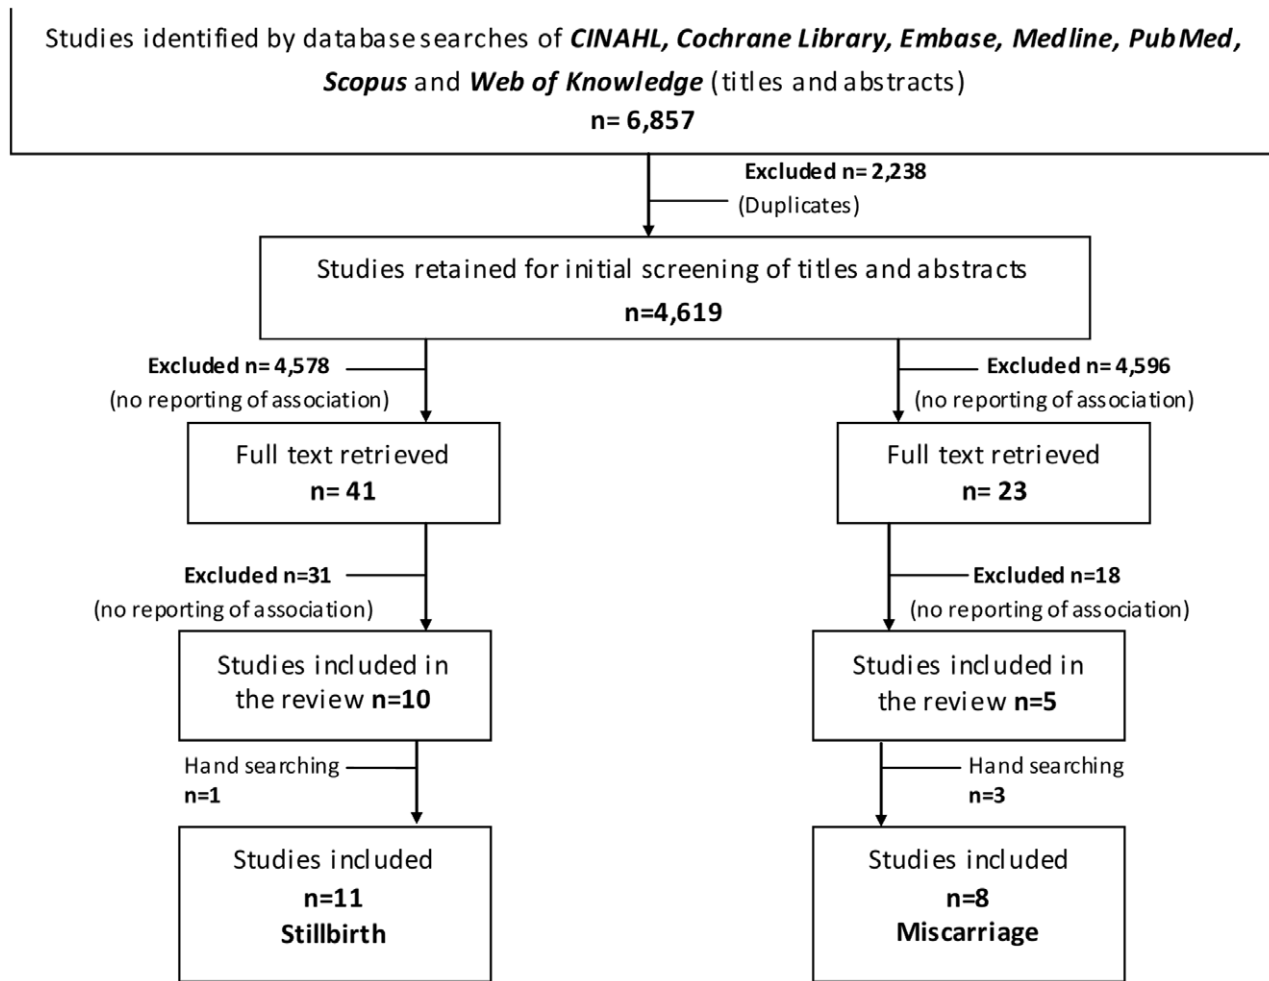 Studies identified by database searches of CINAHL, Cochrane Library, Embase, Medline, PubMed,
Scopus and Web of Knowledge (titles and abstracts)
n= 6,857
Excluded n= 2,238
(Duplicates)
Studies retained for initial screening of titles and abstracts
n=4,619
Excluded n= 4,578
(no reporting of association)
Excluded n= 4,596
(no reporting of association)
Full text retrieved
n= 41
Full text retrieved
n= 23
Excluded n=31
(no reporting of association)
Excluded n=18
(no reporting of association)
Studies included in
the review n=10
Studies included in
the review n=5
Hand searching
n=1
Hand searching
n=3
Studies included
n=11
Stillbirth
Studies included
n=8
Miscarriage